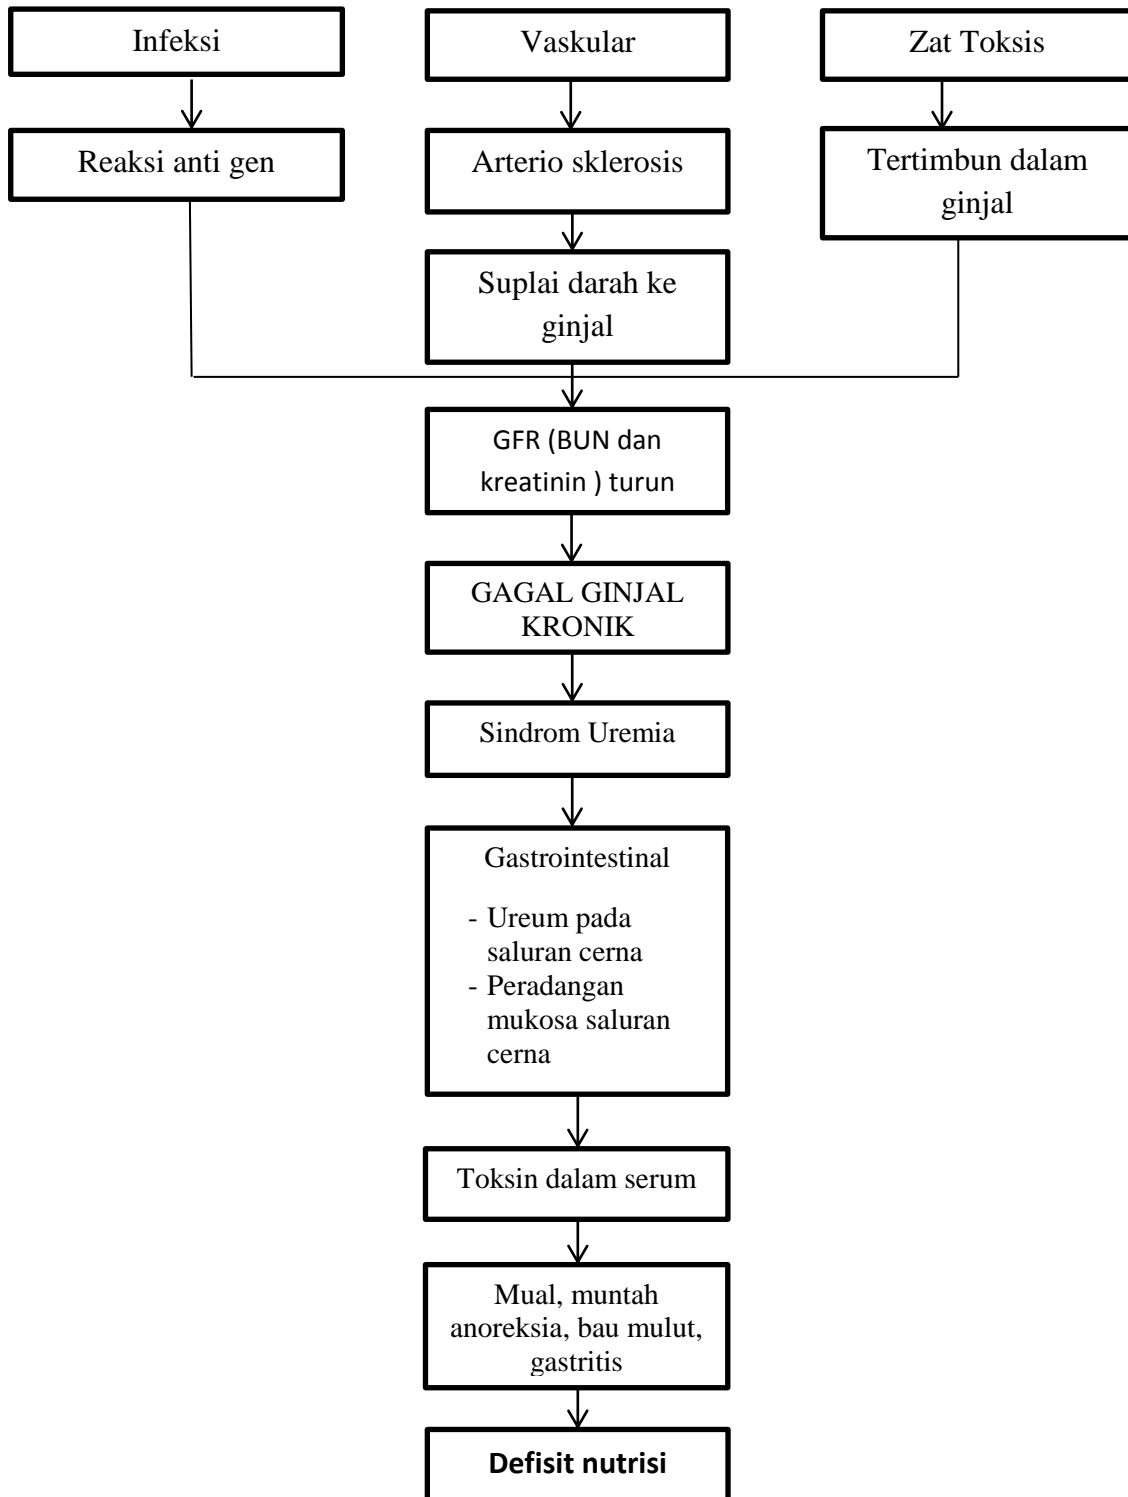 Infeksi
Vaskular
Zat Toksis
Reaksi anti gen
Arterio sklerosis
Tertimbun dalam
ginjal
Suplai darah ke
ginjal
GFR (BUN dan
kreatinin ) turun
GAGAL GINJAL
KRONIK
Sindrom Uremia
Gastrointestinal
- Ureum pada
saluran cerna
- Peradangan
mukosa saluran
cerna
Toksin dalam serum
Mual, muntah
anoreksia, bau mulut,
gastritis
Defisit nutrisi